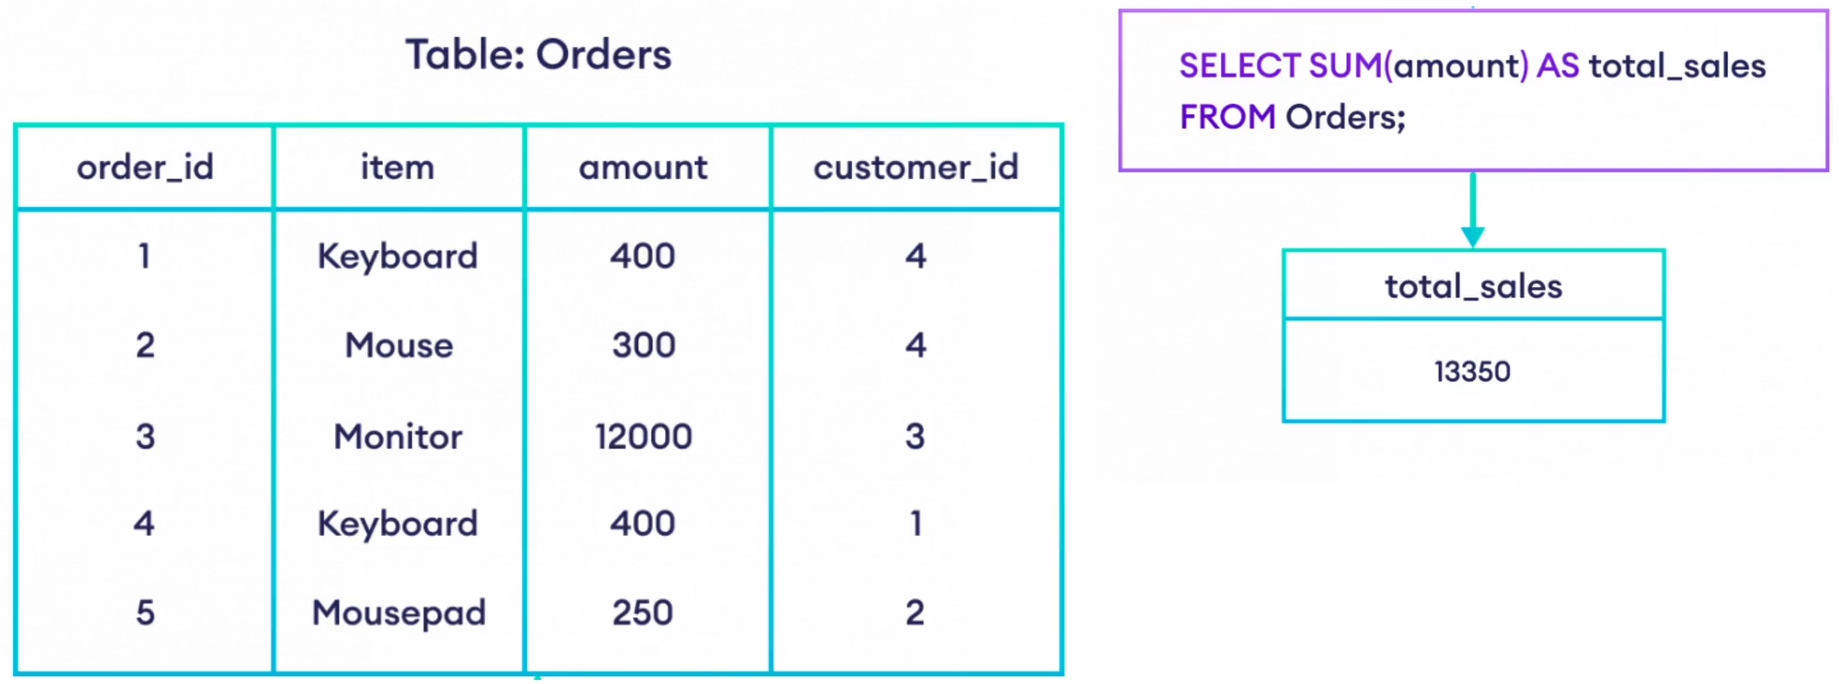 Table: Orders
order_id item amount customer_id
1 Keyboard 400 4
2 Mouse 300 4
3 Monitor 12000 3
4 Keyboard 400 1
5 Mousepad 250 2
SELECT SUM(amount) AS total_sales
FROM Orders;
total_sales
13350